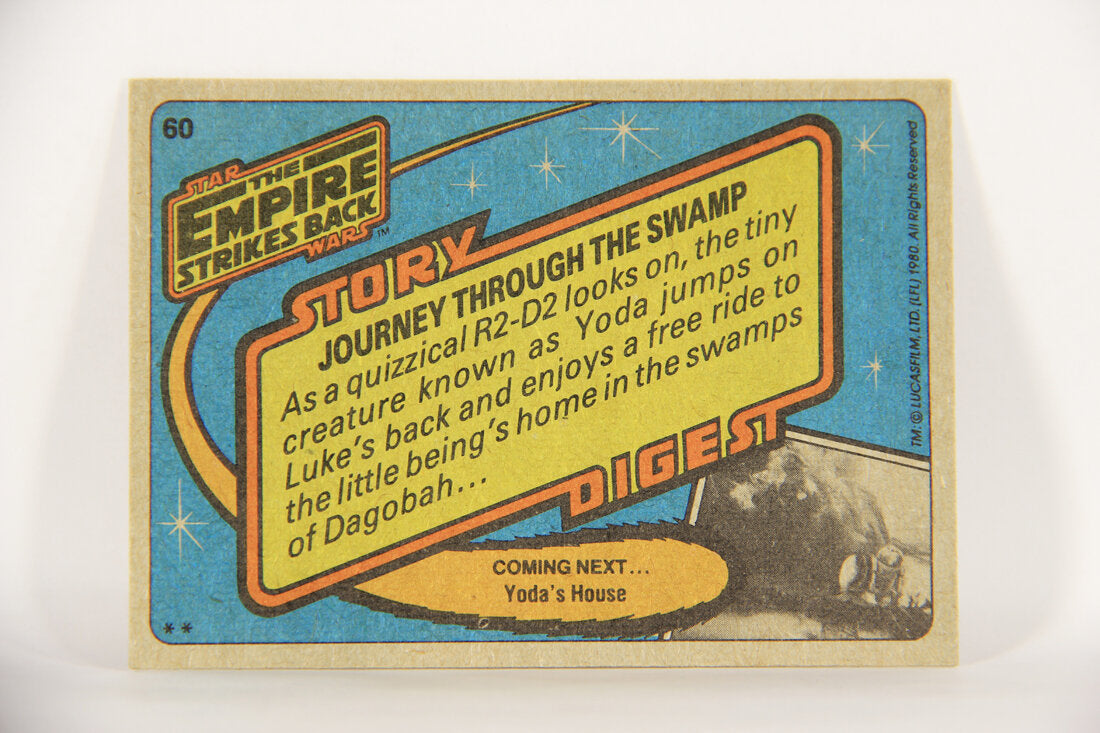 60
STAR
THE
EMPIRE
STRIKES BACK
WARS™
STORY
JOURNEY THROUGH THE SWAMP
As a quizzical R2-D2 looks on, the tiny
creature known as Yoda jumps on
Luke's back and enjoys a free ride to
the little being's home in the swamps
of Dagobah...
DIGEST
COMING NEXT...
Yoda's House
**
TM: © LUCASFILM, LTD. (LFL) 1980. All Rights Reserved